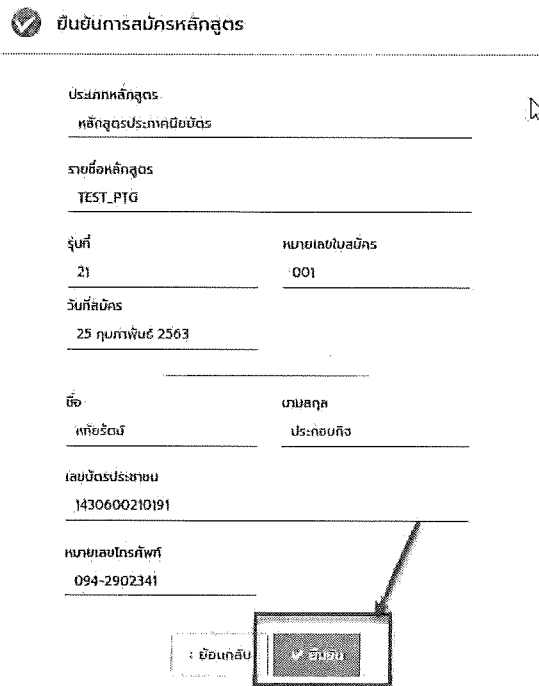 ยืนยันการสมัครหลักสูตร
ประเภทหลักสูตร
หลักสูตรประกาศนียบัตร
รายชื่อหลักสูตร
TEST_PTG
รุ่นที่ หมายเลขใบสมัคร
21 001
วันที่สมัคร
25 กุมภาพันธ์ 2563
ชื่อ นามสกุล
หทัยรัตน์ ประกอบกิจ
เลขบัตรประชาชน
1430600210191
หมายเลขโทรศัพท์
094-2902341
ย้อนกลับ ยืนยัน